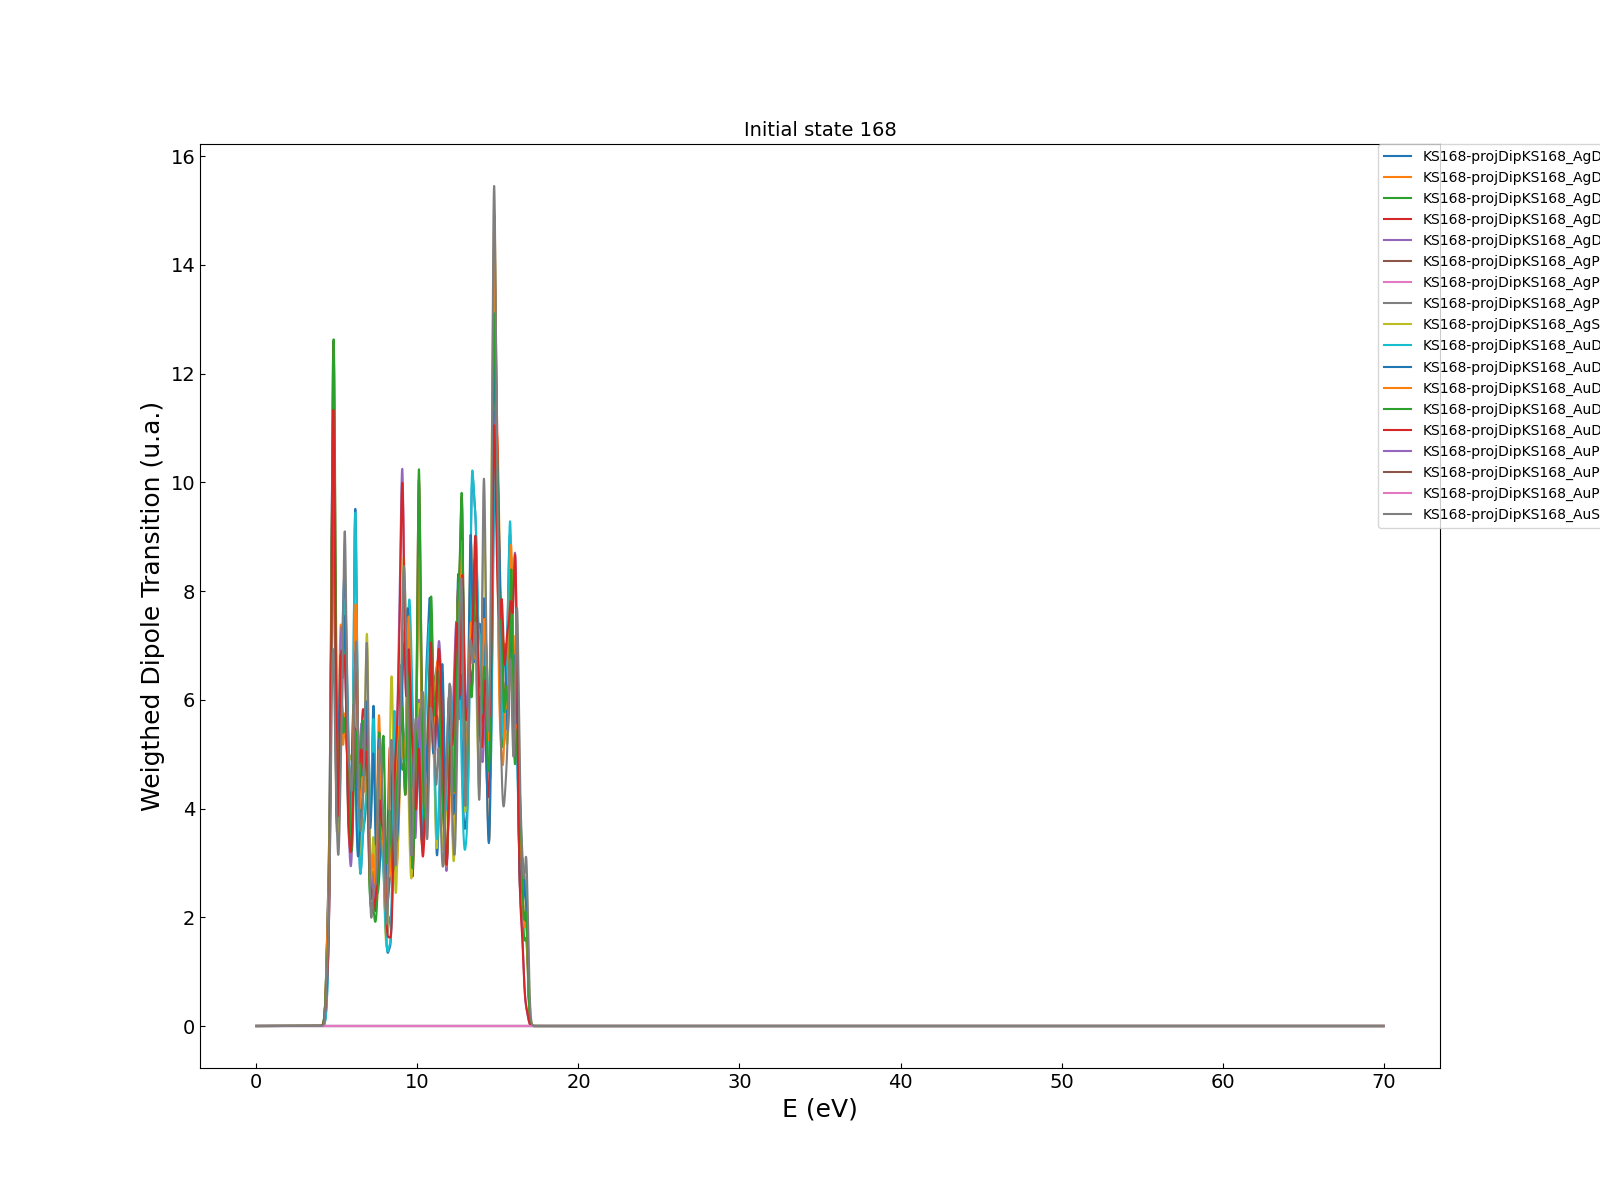 Initial state 168
16
14
12
10
8
6
4
2
0
Weigthed Dipole Transition (u.a.)
0 10 20 30 40 50 60 70
E (eV)
KS168-projDipKS168_AgD
KS168-projDipKS168_AgD
KS168-projDipKS168_AgD
KS168-projDipKS168_AgD
KS168-projDipKS168_AgD
KS168-projDipKS168_AgP
KS168-projDipKS168_AgP
KS168-projDipKS168_AgP
KS168-projDipKS168_AgS
KS168-projDipKS168_AuD
KS168-projDipKS168_AuD
KS168-projDipKS168_AuD
KS168-projDipKS168_AuD
KS168-projDipKS168_AuD
KS168-projDipKS168_AuP
KS168-projDipKS168_AuP
KS168-projDipKS168_AuP
KS168-projDipKS168_AuS